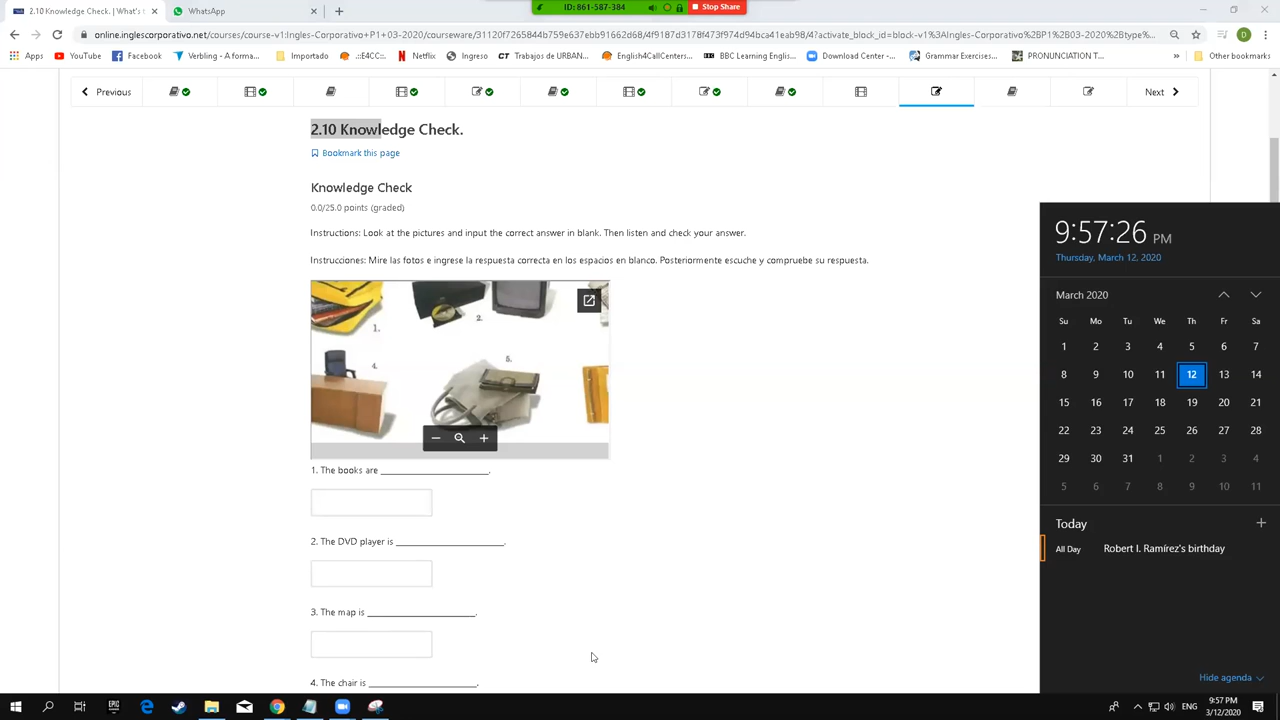 2.10 Knowledge Check. | What's t
WhatsApp
ID: 861-587-384
Stop Share
online.inglescorporativo.net/courses/course-v1:Ingles-Corporativo+P1+03-2020/courseware/31120f7265844b759e637ebb91662d68/4f9187d3178f473f974cd94bc441eab98/4?activate_block_id=block-v1%3AIngles-Corporativo%2BP1%2B03-2020%2Btype%...
Apps
YouTube
Facebook
Verbling - A forma...
Importado
.::E4CC::.
Netflix
Ingreso
Trabajos de URBAN...
English4CallCenters...
BBC Learning Englis...
Download Center -...
Grammar Exercises...
PRONUNCIATION T...
»
Other bookmarks
Previous
Next
2.10 Knowledge Check.
Bookmark this page
Knowledge Check
0.0/25.0 points (graded)
Instructions: Look at the pictures and input the correct answer in blank. Then listen and check your answer.
Instrucciones: Mire las fotos e ingrese la respuesta correcta en los espacios en blanco. Posteriormente escuche y compruebe su respuesta.
1.
2.
4.
5.
1. The books are ______________________.
2. The DVD player is ______________________.
3. The map is ______________________.
4. The chair is ______________________.
9:57:26 PM
Thursday, March 12, 2020
March 2020
Su Mo Tu We Th Fr Sa
1 2 3 4 5 6 7
8 9 10 11 12 13 14
15 16 17 18 19 20 21
22 23 24 25 26 27 28
29 30 31 1 2 3 4
5 6 7 8 9 10 11
Today
All Day
Robert I. Ramírez's birthday
Hide agenda
ENG
9:57 PM
3/12/2020